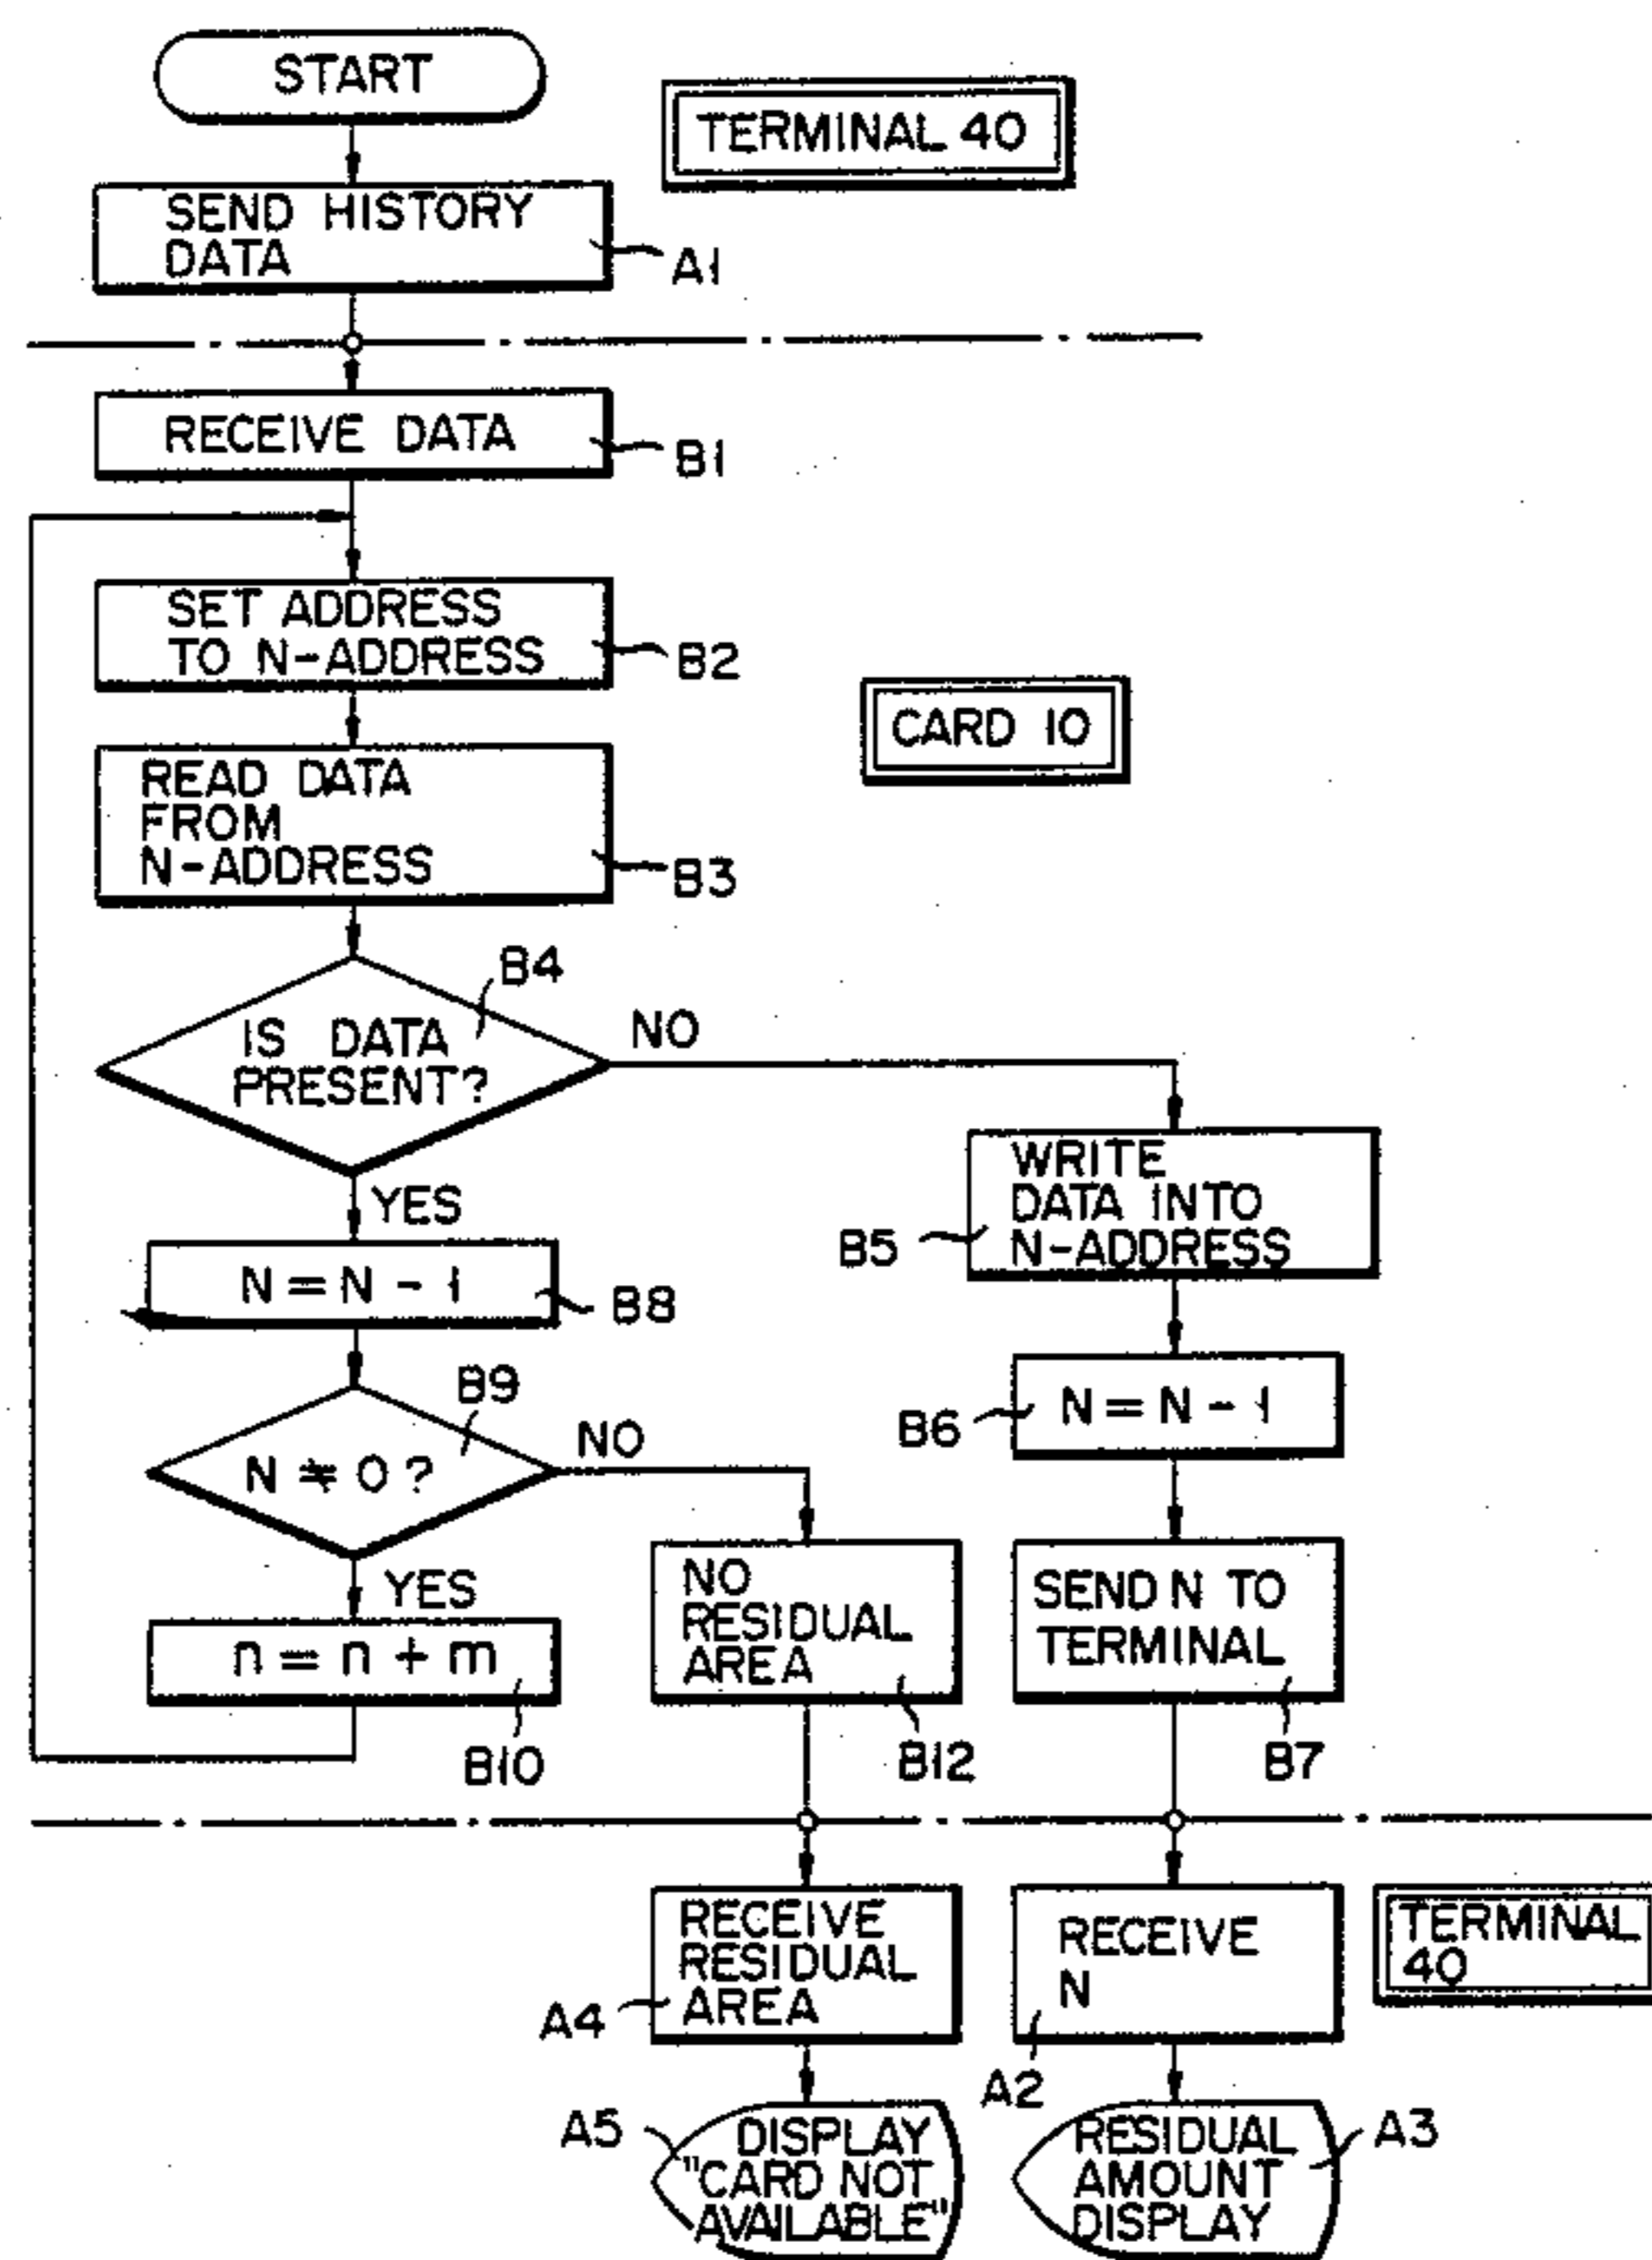 START
TERMINAL 40
SEND HISTORY
DATA
A1
RECEIVE DATA
B1
SET ADDRESS
TO N-ADDRESS
B2
CARD 10
READ DATA
FROM
N-ADDRESS
B3
B4
IS DATA
PRESENT?
NO
YES
WRITE
DATA INTO
N-ADDRESS
B5
N = N - 1
B8
B9
N ≠ 0 ?
NO
YES
N = N - 1
B6
n = n + m
B10
NO
RESIDUAL
AREA
B12
SEND N TO
TERMINAL
B7
RECEIVE
RESIDUAL
AREA
A4
RECEIVE
N
A2
TERMINAL
40
A5
DISPLAY
"CARD NOT
AVAILABLE"
RESIDUAL
AMOUNT
DISPLAY
A3